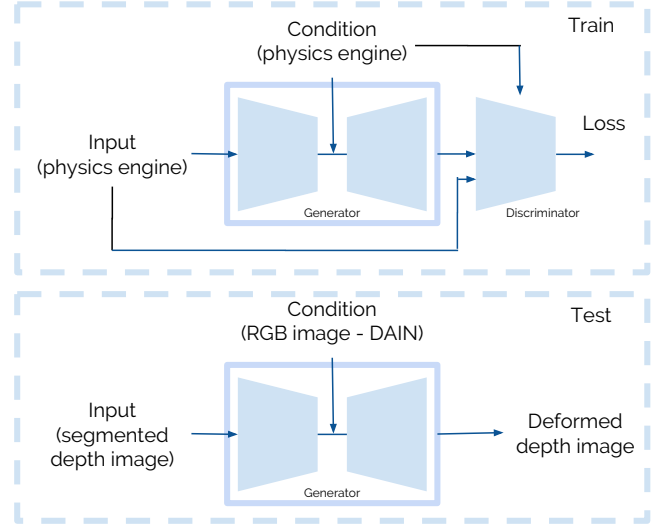 Condition
(physics engine)
Train
Input
(physics engine)
Loss
Generator
Discriminator
Condition
(RGB image - DAIN)
Test
Input
(segmented
depth image)
Deformed
depth image
Generator